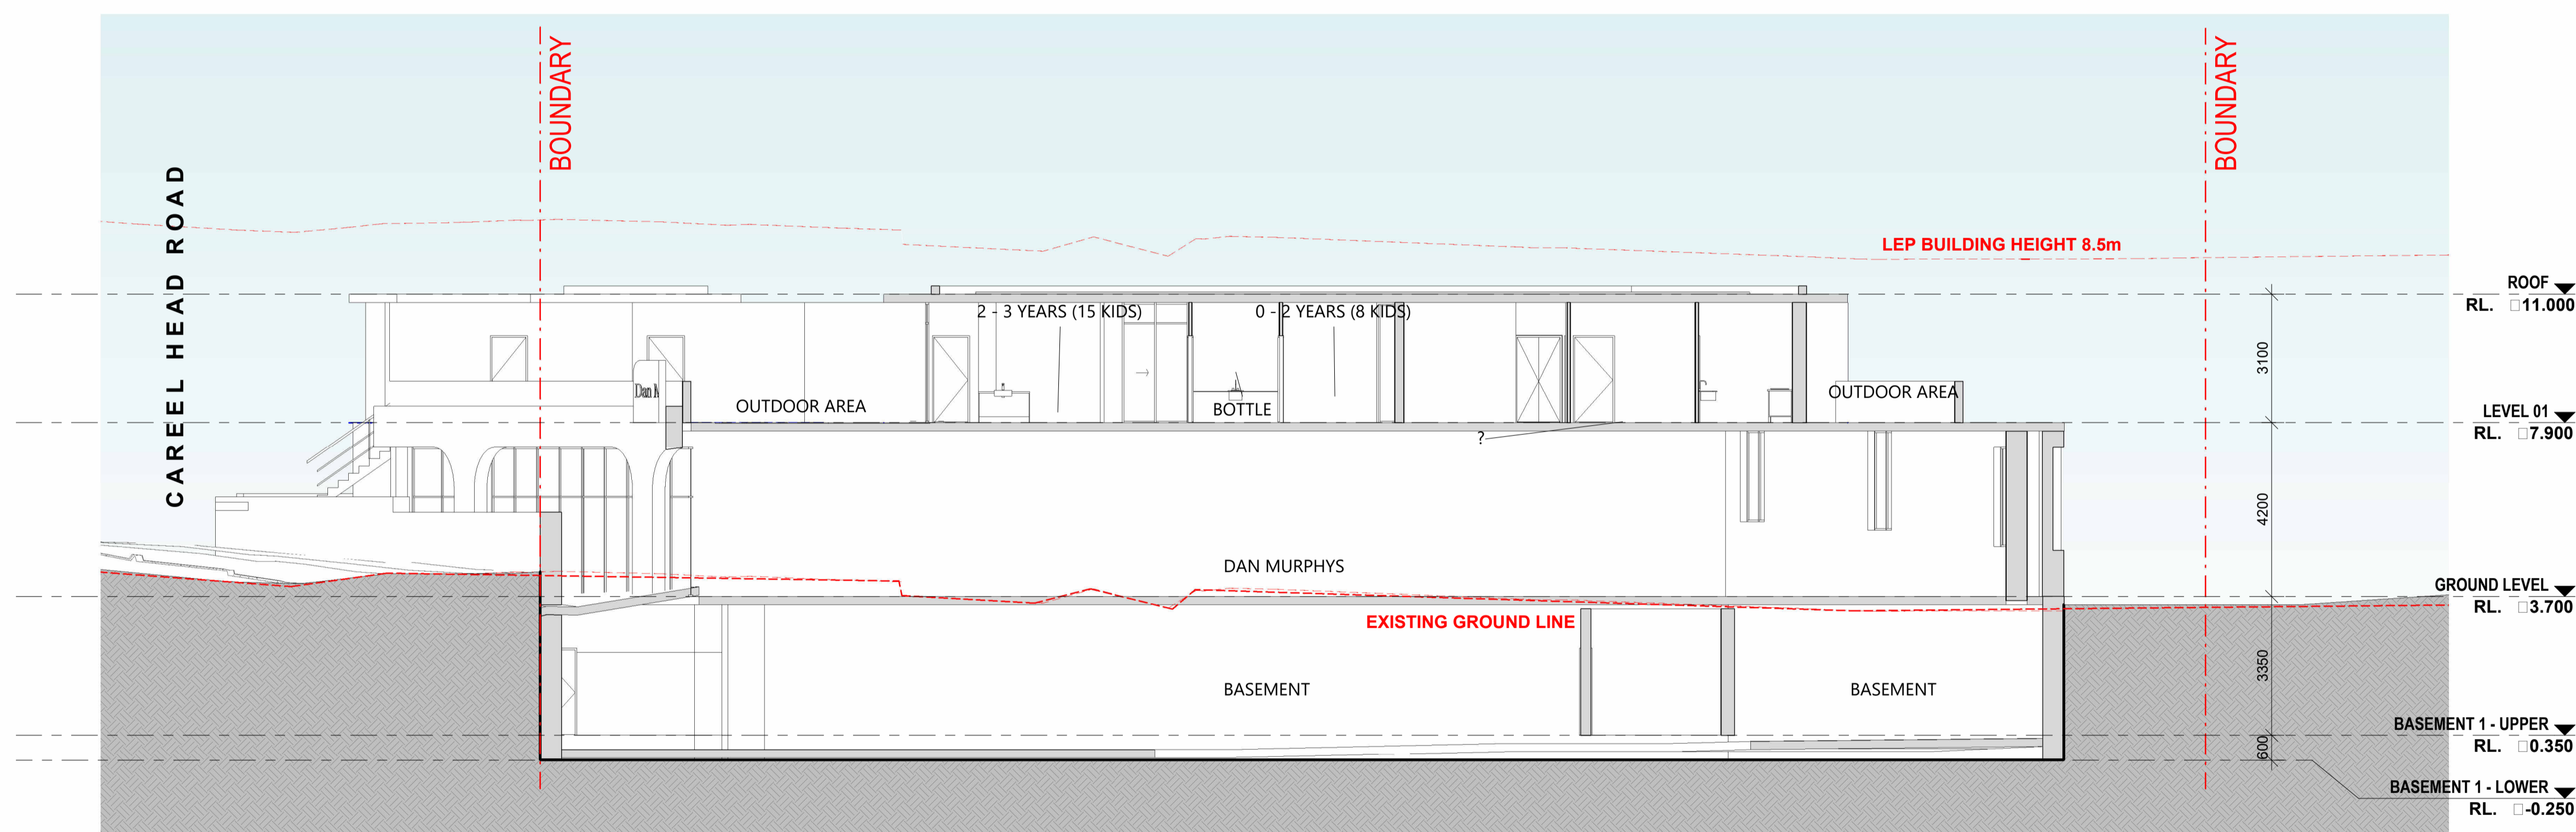 CAREEL HEAD ROAD
BOUNDARY
BOUNDARY
LEP BUILDING HEIGHT 8.5m
ROOF
RL. □11.000
2 - 3 YEARS (15 KIDS)
0 - 2 YEARS (8 KIDS)
3100
Dan M
OUTDOOR AREA
BOTTLE
OUTDOOR AREA
LEVEL 01
RL. □7.900
?
4200
DAN MURPHYS
GROUND LEVEL
RL. □3.700
EXISTING GROUND LINE
3350
BASEMENT
BASEMENT
BASEMENT 1 - UPPER
RL. □0.350
600
BASEMENT 1 - LOWER
RL. □-0.250